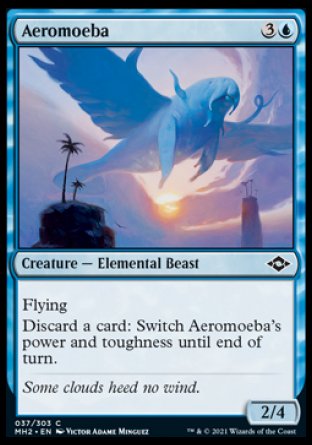 Aeromoeba 3
Creature — Elemental Beast
Flying
Discard a card: Switch Aeromoeba's
power and toughness until end of
turn.
Some clouds heed no wind.
2/4
037/303 C
MH2 • EN VICTOR ADAME MINGUEZ ™ & © 2021 Wizards of the Coast